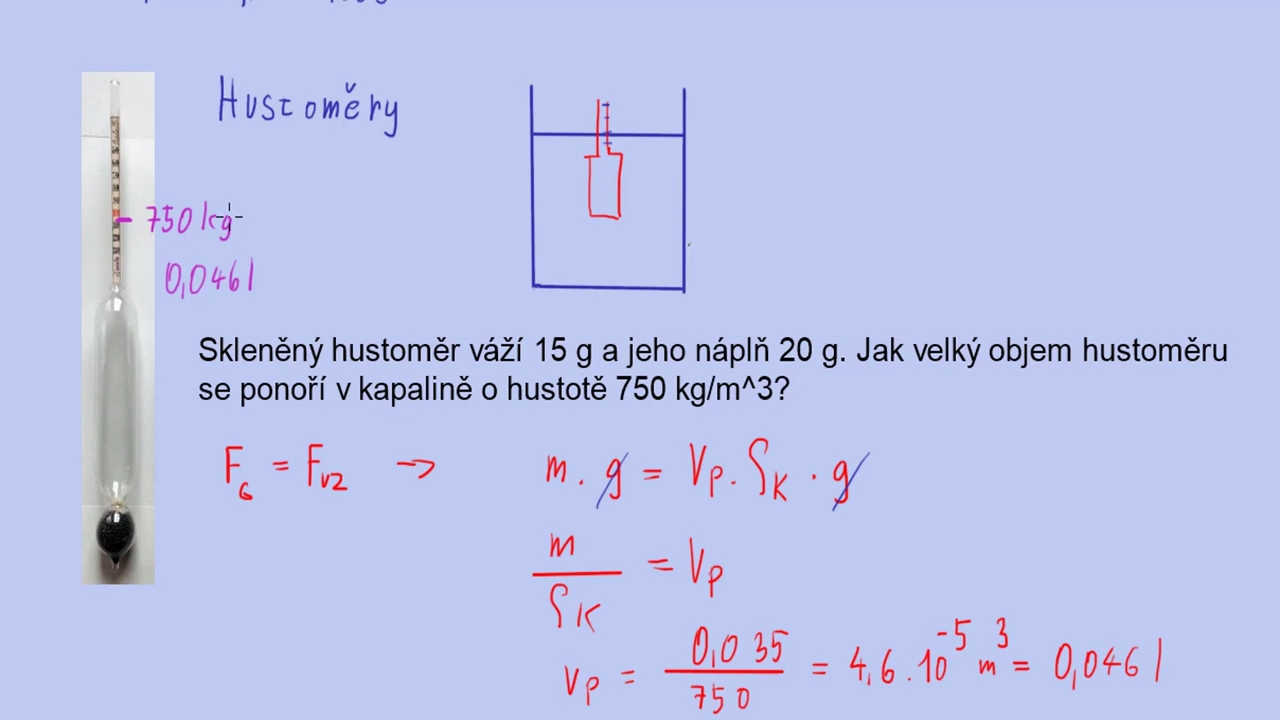 Hustoměry
750 kg
0,046 l
Skleněný hustoměr váží 15 g a jeho náplň 20 g. Jak velký objem hustoměru
se ponoří v kapalině o hustotě 750 kg/m^3?
F_G = F_vz → m · g = V_P · ρ_K · g
m / ρ_K = V_P
V_P = 0,035 / 750 = 4,6 · 10^-5 m^3 = 0,046 l